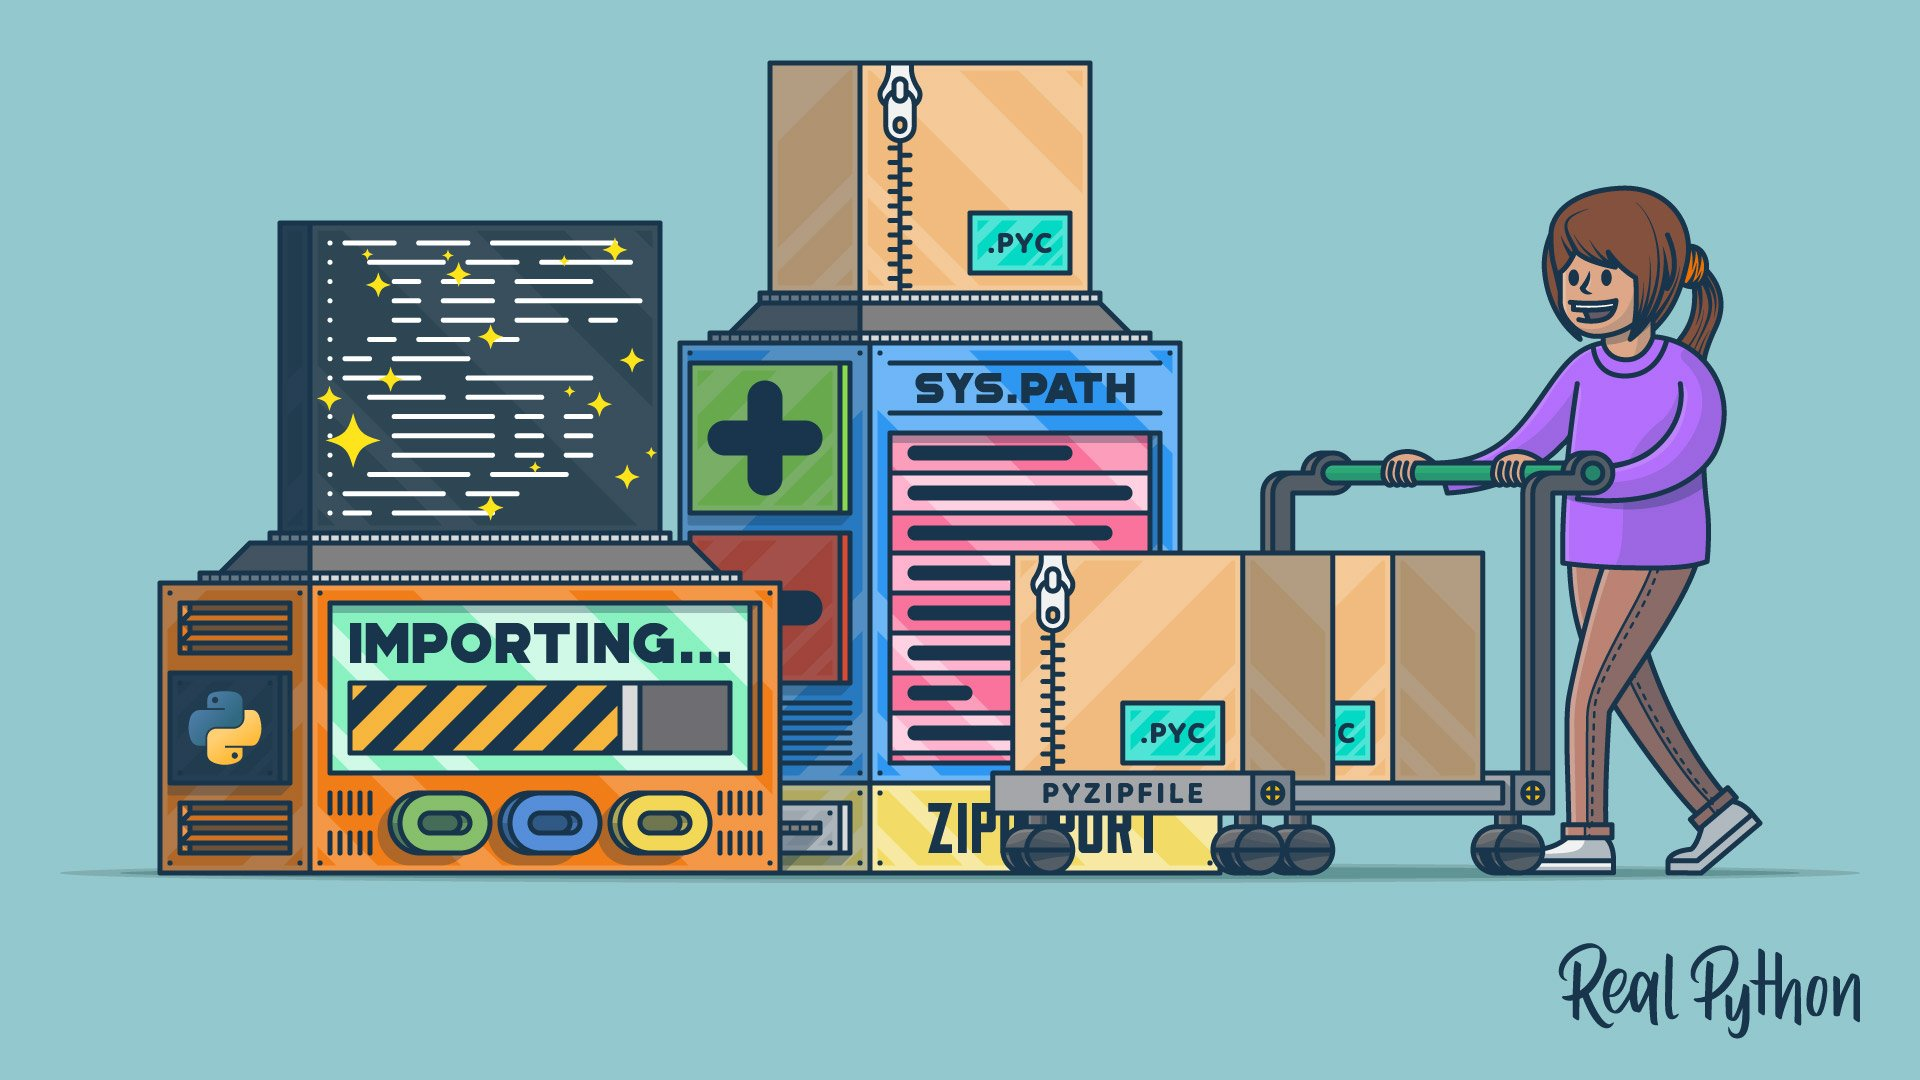 .PYC
SYS.PATH
IMPORTING...
.PYC
C
PYZIPFILE
Real Python